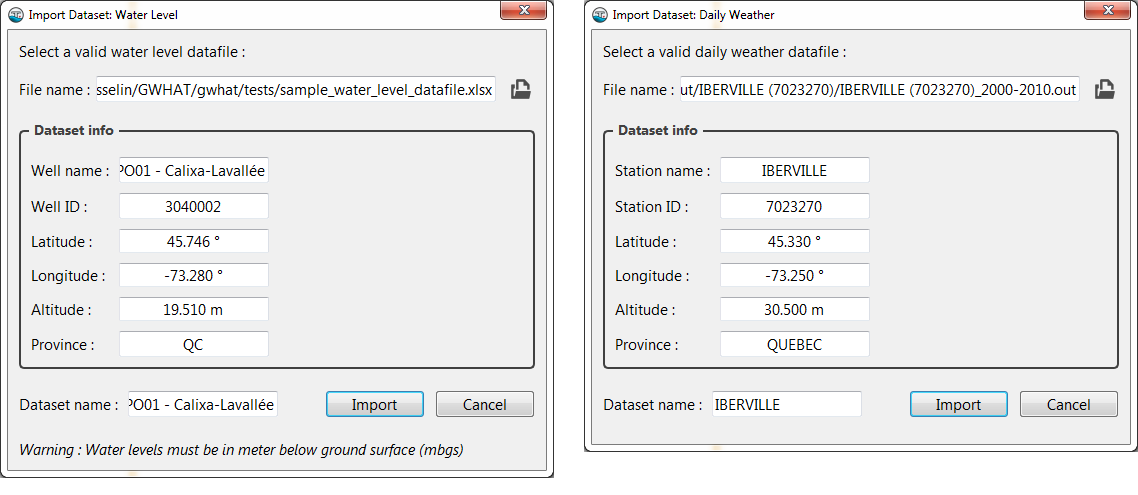 Import Dataset: Water Level
Select a valid water level datafile :
File name : sselin/GWHAT/gwhat/tests/sample_water_level_datafile.xlsx
Dataset info
Well name : PO01 - Calixa-Lavallée
Well ID : 3040002
Latitude : 45.746 °
Longitude : -73.280 °
Altitude : 19.510 m
Province : QC
Dataset name : PO01 - Calixa-Lavallée Import Cancel
Warning : Water levels must be in meter below ground surface (mbgs)
Import Dataset: Daily Weather
Select a valid daily weather datafile :
File name : ut/IBERVILLE (7023270)/IBERVILLE (7023270)_2000-2010.out
Dataset info
Station name : IBERVILLE
Station ID : 7023270
Latitude : 45.330 °
Longitude : -73.250 °
Altitude : 30.500 m
Province : QUEBEC
Dataset name : IBERVILLE Import Cancel